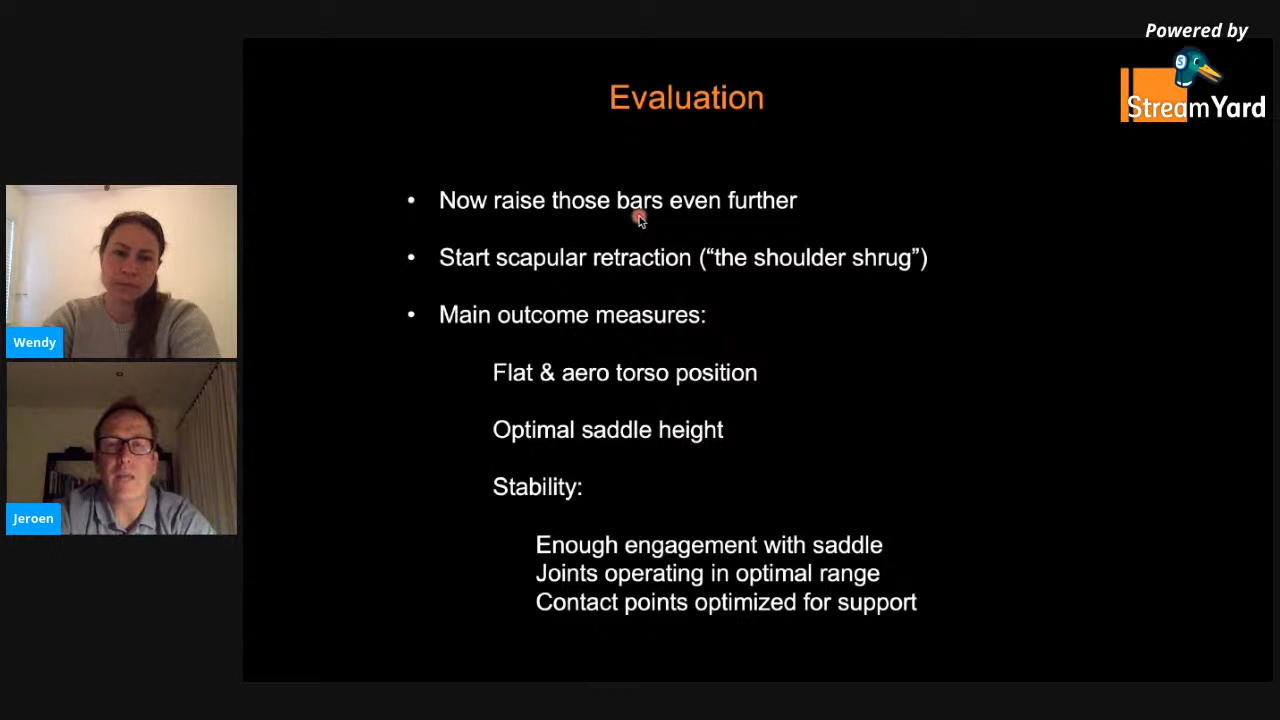 Powered by
StreamYard
Evaluation
• Now raise those bars even further
• Start scapular retraction (“the shoulder shrug”)
• Main outcome measures:
Flat & aero torso position
Optimal saddle height
Stability:
Enough engagement with saddle
Joints operating in optimal range
Contact points optimized for support
Wendy
Jeroen